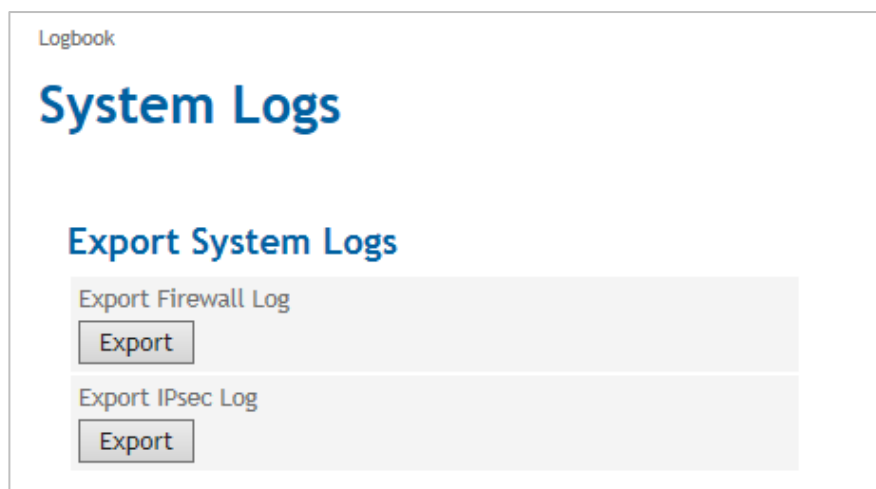 Logbook
System Logs
Export System Logs
Export Firewall Log
Export
Export IPsec Log
Export